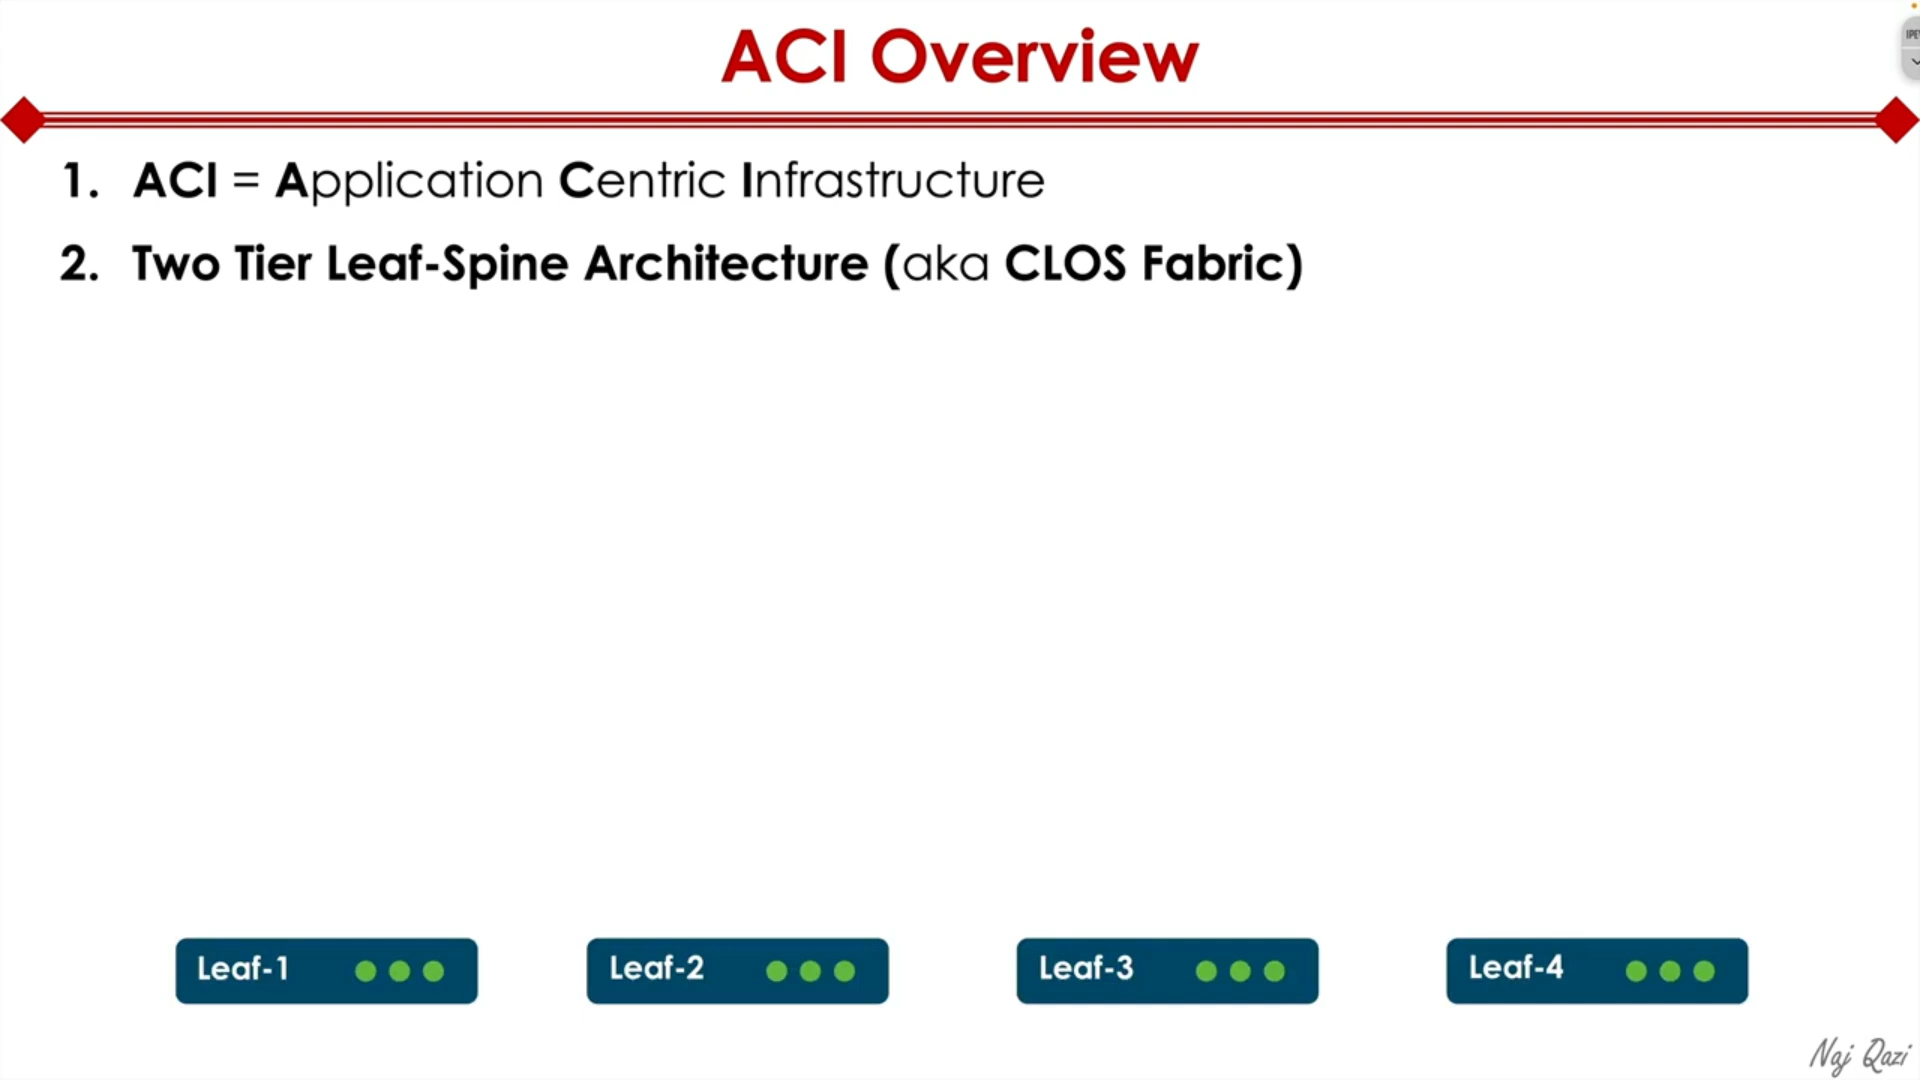 ACI Overview
1. ACI = Application Centric Infrastructure
2. Two Tier Leaf-Spine Architecture (aka CLOS Fabric)
Leaf-1
Leaf-2
Leaf-3
Leaf-4
Naj Qazi